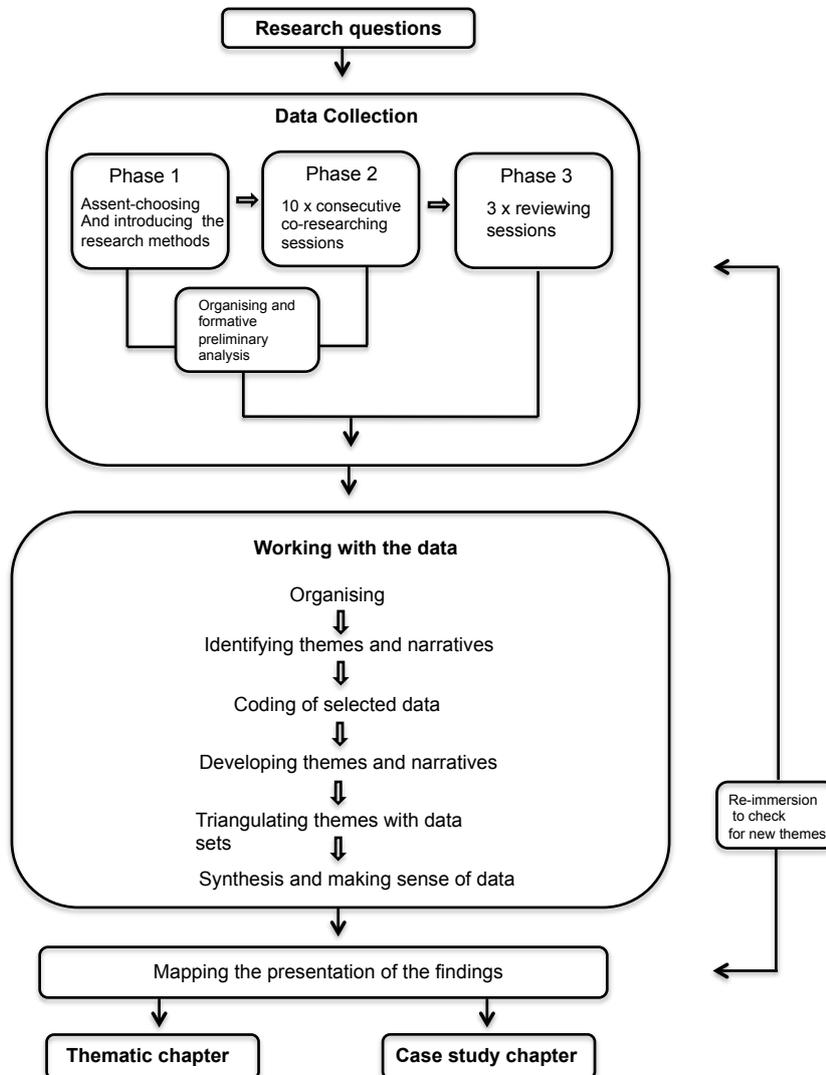 Research questions
Data Collection
Phase 1
Assent-choosing
And introducing the
research methods
Phase 2
10 x consecutive
co-researching
sessions
Phase 3
3 x reviewing
sessions
Organising and
formative
preliminary
analysis
Working with the data
Organising
Identifying themes and narratives
Coding of selected data
Developing themes and narratives
Triangulating themes with data
sets
Synthesis and making sense of data
Re-immersion
to check
for new themes
Mapping the presentation of the findings
Thematic chapter
Case study chapter